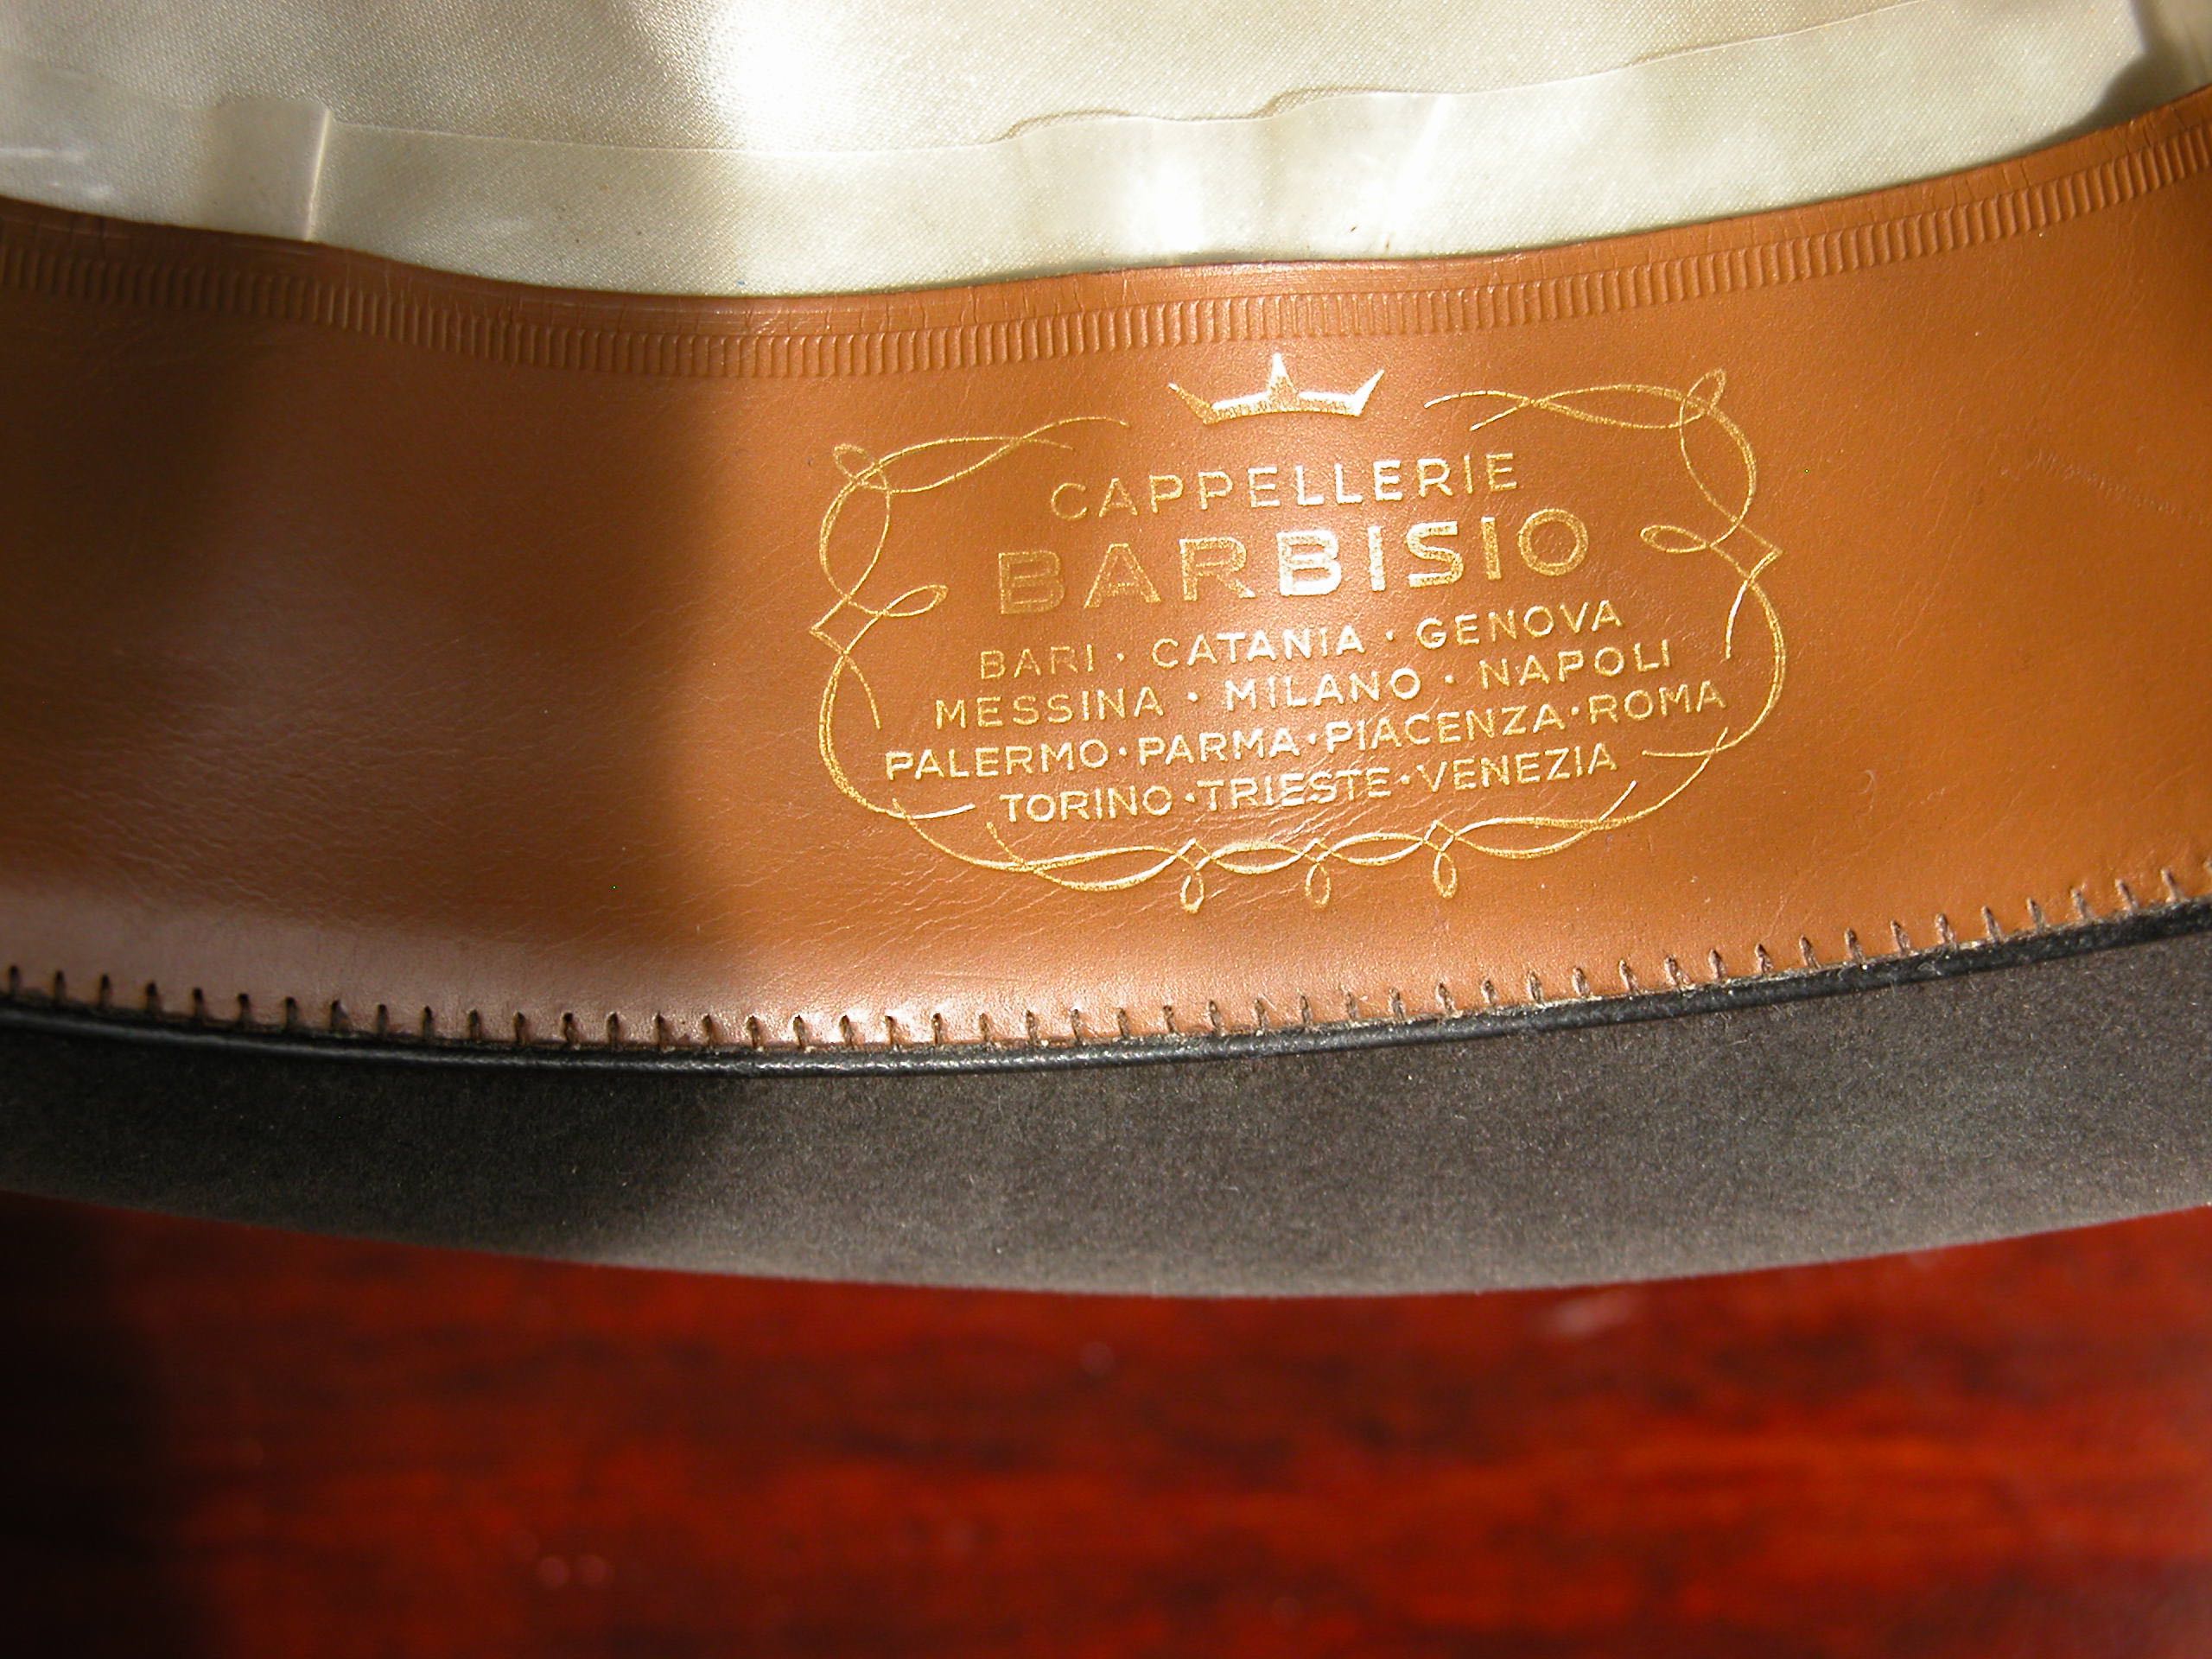 CAPPELLERIE
BARBISIO
BARI · CATANIA · GENOVA
MESSINA · MILANO · NAPOLI
PALERMO · PARMA · PIACENZA · ROMA
TORINO · TRIESTE · VENEZIA